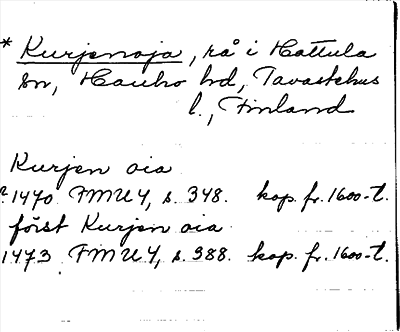 * Kurjenoja, rå i Hattula
sn, Hauho hd, Tavastehus
l., Finland
Kurjen oia
? 1470 FMU 4, s. 348. kop. fr. 1600-t.
först Kurjen oia
1473 FMU 4, s. 388. kop. fr. 1600-t.